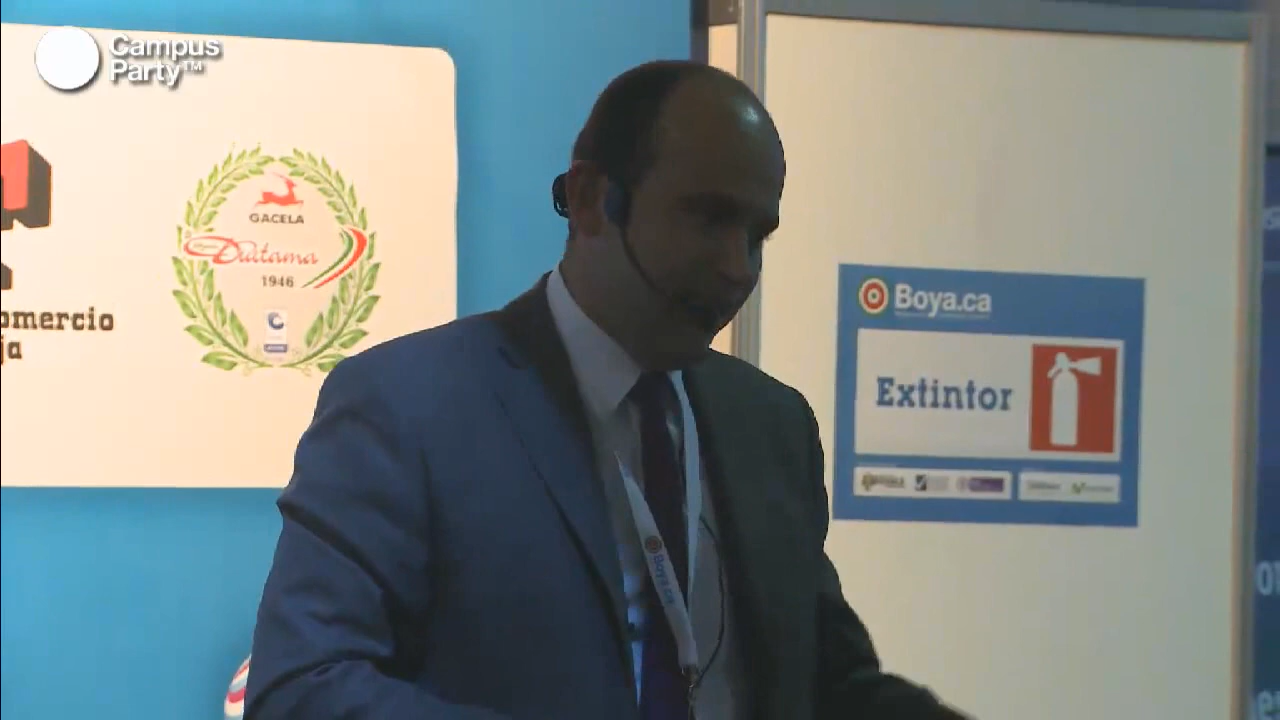 Campus
Party™
GACELA
Duitama
1946
omercio
ja
Boya.ca
Extintor
Boya.ca